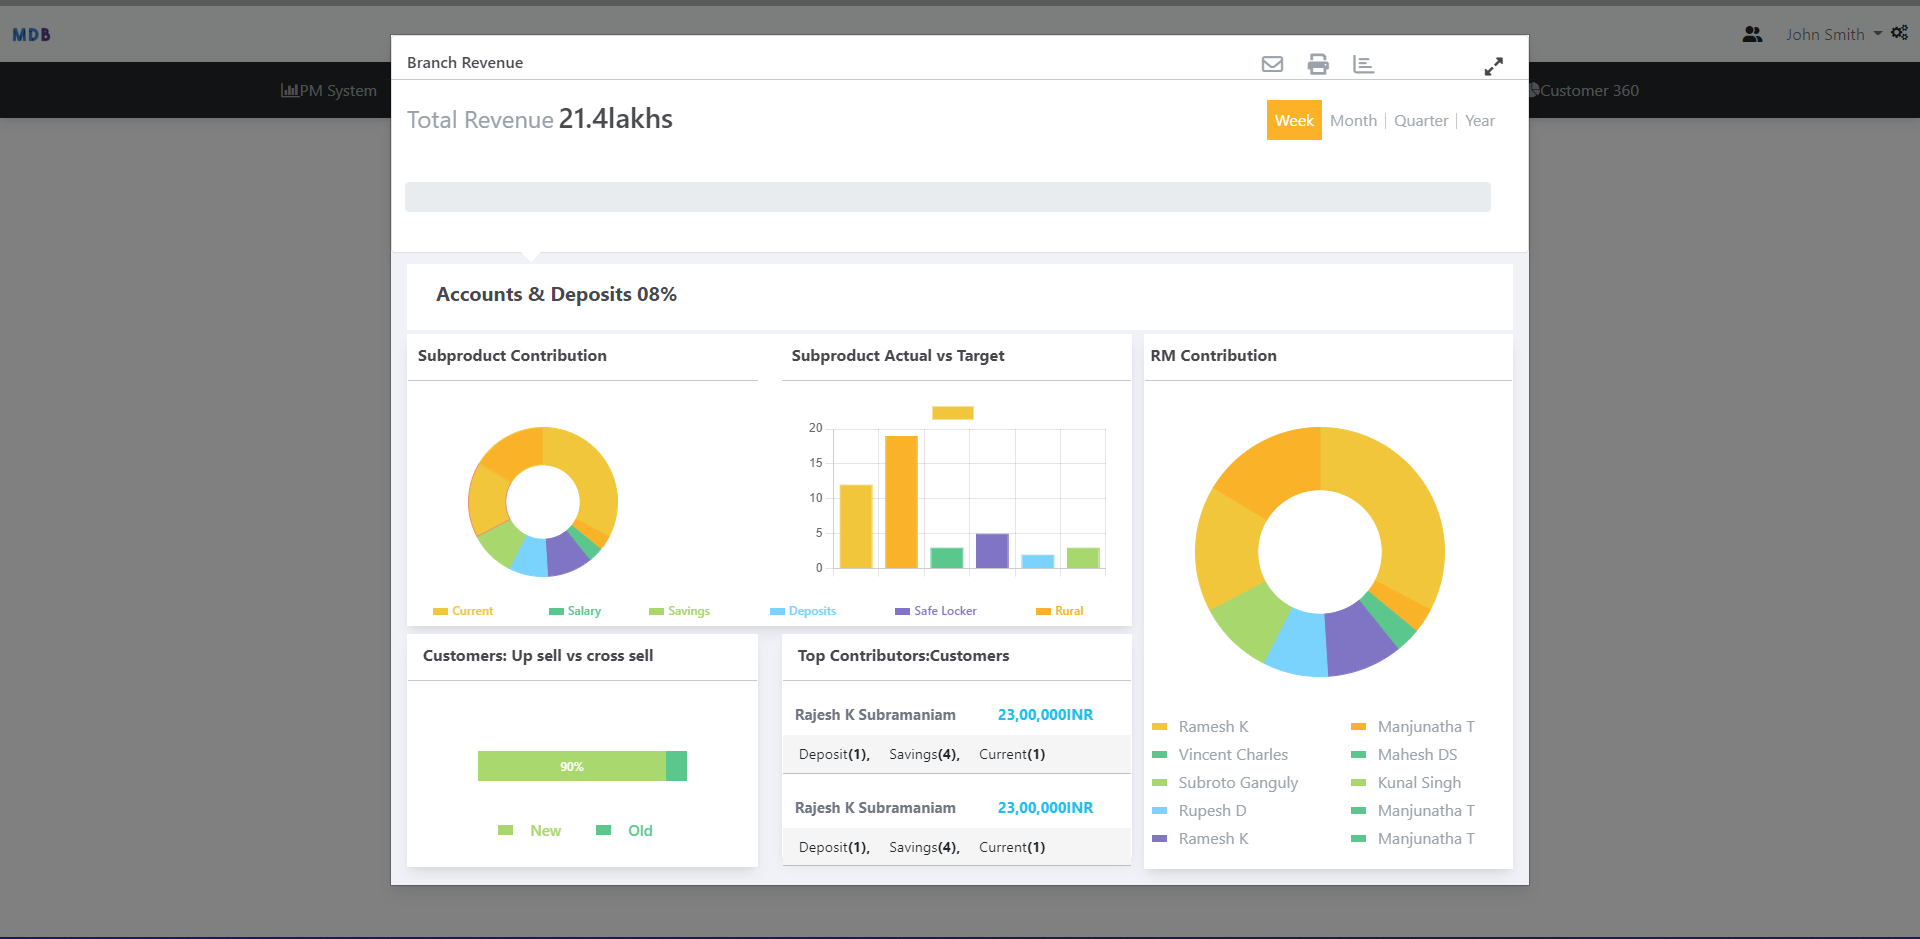 MDB
John Smith
PM System
Customer 360
Branch Revenue
Total Revenue 21.4lakhs
Week Month Quarter Year
Accounts & Deposits 08%
Subproduct Contribution
Subproduct Actual vs Target
20
15
10
5
0
Current Salary Savings Deposits Safe Locker Rural
RM Contribution
Ramesh K Manjunatha T
Vincent Charles Mahesh DS
Subroto Ganguly Kunal Singh
Rupesh D Manjunatha T
Ramesh K Manjunatha T
Customers: Up sell vs cross sell
90%
New Old
Top Contributors:Customers
Rajesh K Subramaniam 23,00,000INR
Deposit(1), Savings(4), Current(1)
Rajesh K Subramaniam 23,00,000INR
Deposit(1), Savings(4), Current(1)